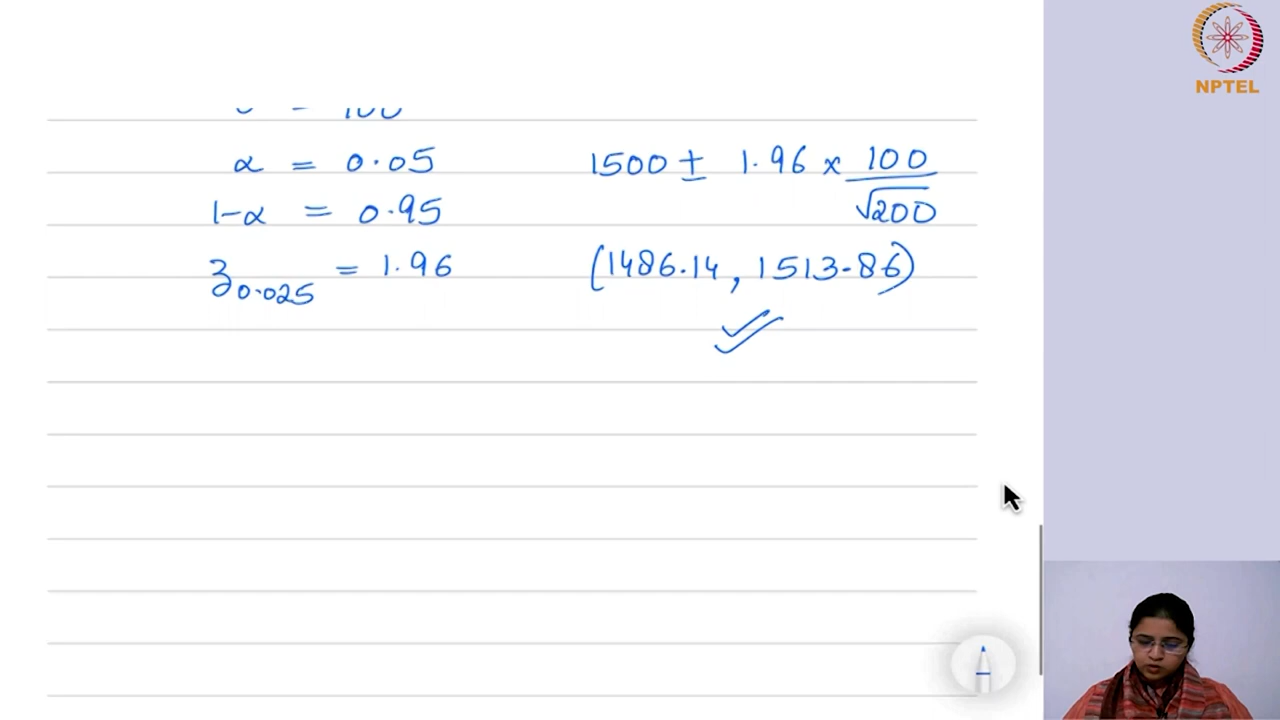 α = 0.05
1-α = 0.95
z0.025 = 1.96
1500 ± 1.96 x 100/√200
(1486.14, 1513.86)
NPTEL